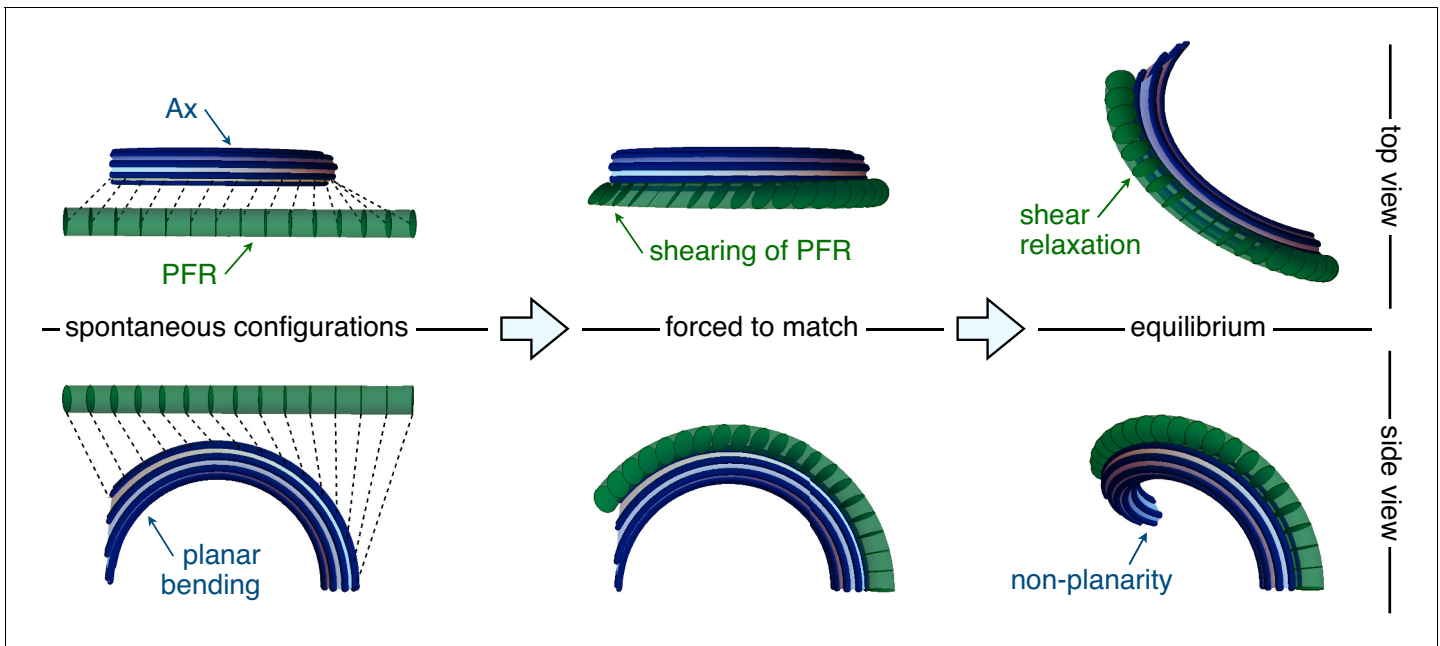 Ax
PFR
shearing of PFR
shear
relaxation
top view
spontaneous configurations
forced to match
equilibrium
planar
bending
non-planarity
side view